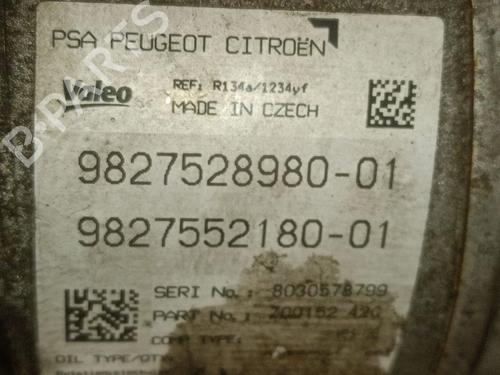 PSA PEUGEOT CITROËN
Valeo
REF: R134a/1234yf
MADE IN CZECH
9827528980-01
9827552180-01
SERI No.: 8030578799
PART No.: Z00152
COMP TYPE:
OIL TYPE/QTY
B-PARTS